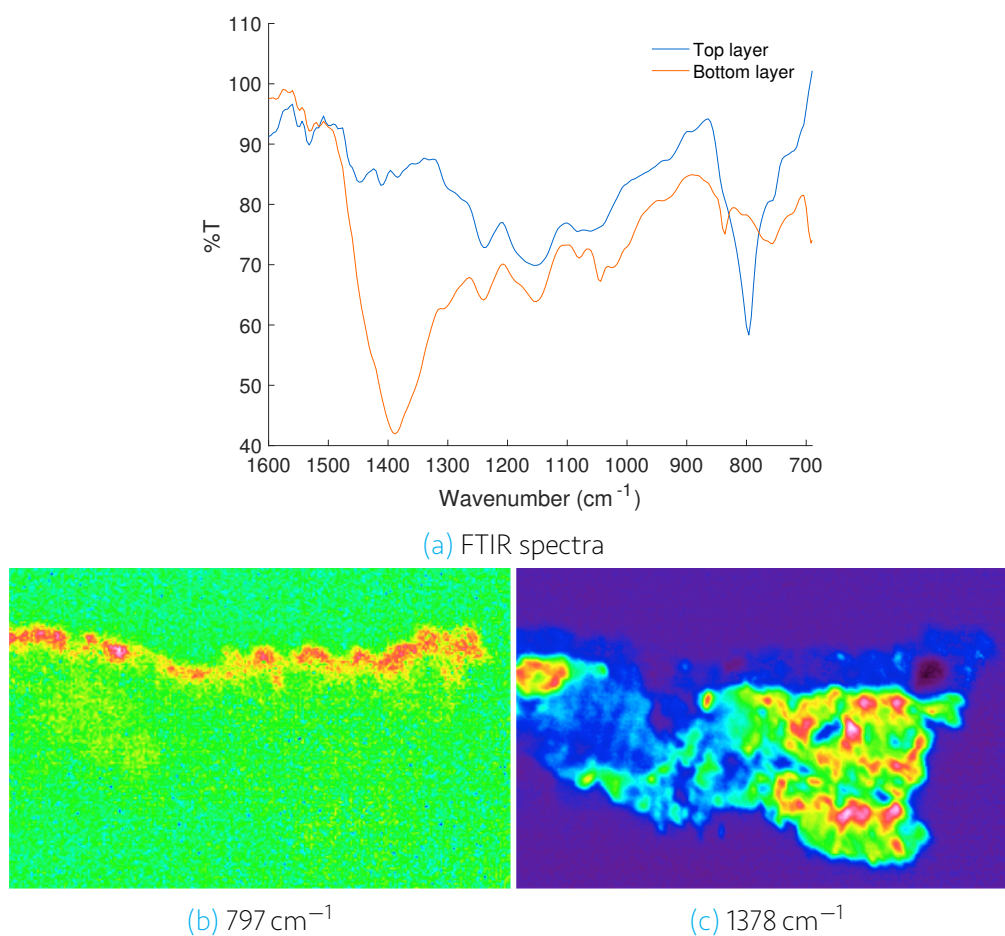 110
100
90
80
70
60
50
40
%T
Top layer
Bottom layer
1600 1500 1400 1300 1200 1100 1000 900 800 700
Wavenumber (cm⁻¹)
(a) FTIR spectra
(b) 797 cm⁻¹
(c) 1378 cm⁻¹